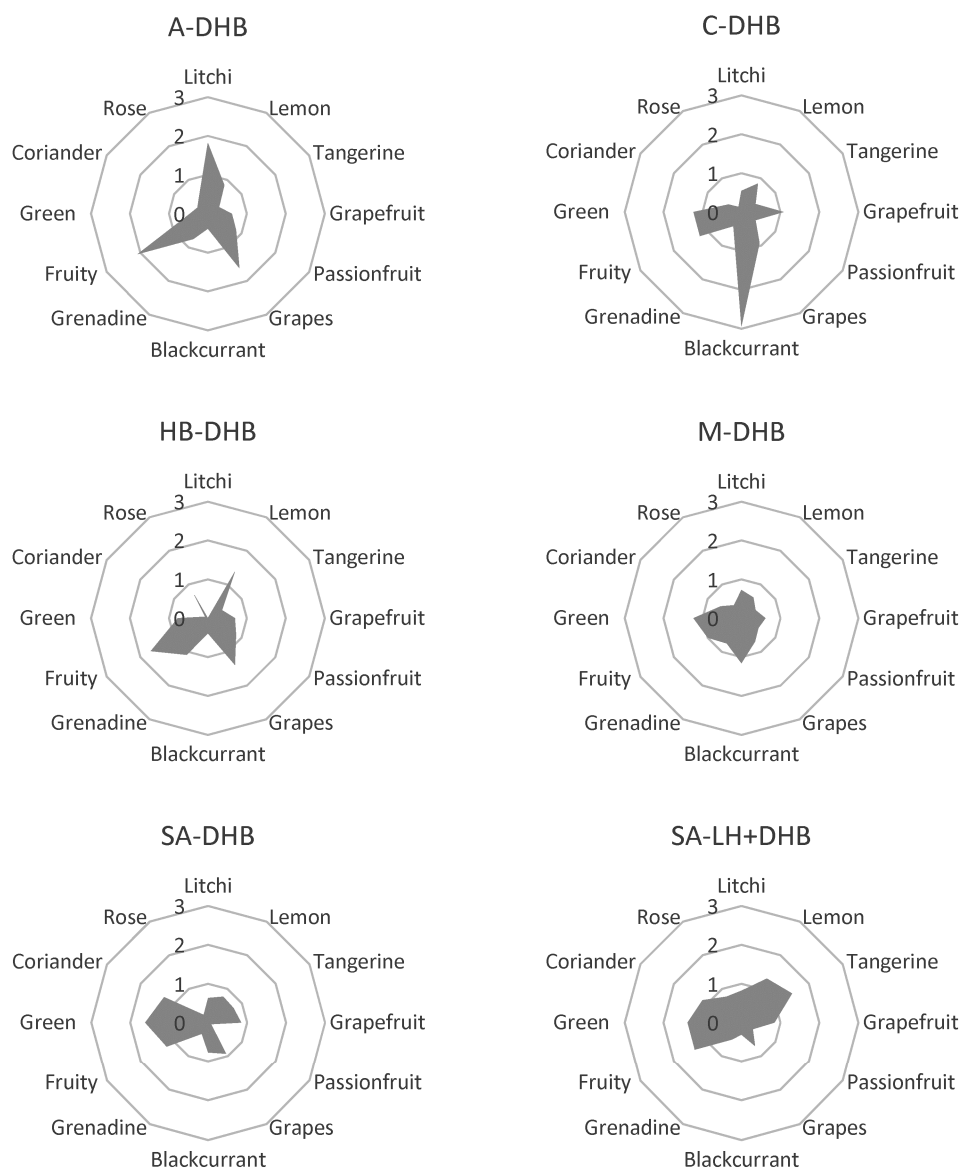 A-DHB
Litchi
3
Rose
Lemon
2
Coriander
Tangerine
1
Green
0
Grapefruit
Fruity
Passionfruit
Grenadine
Grapes
Blackcurrant
C-DHB
Litchi
3
Rose
Lemon
2
Coriander
Tangerine
1
Green
0
Grapefruit
Fruity
Passionfruit
Grenadine
Grapes
Blackcurrant
HB-DHB
Litchi
3
Rose
Lemon
2
Coriander
Tangerine
1
Green
0
Grapefruit
Fruity
Passionfruit
Grenadine
Grapes
Blackcurrant
M-DHB
Litchi
3
Rose
Lemon
2
Coriander
Tangerine
1
Green
0
Grapefruit
Fruity
Passionfruit
Grenadine
Grapes
Blackcurrant
SA-DHB
Litchi
3
Rose
Lemon
2
Coriander
Tangerine
1
Green
0
Grapefruit
Fruity
Passionfruit
Grenadine
Grapes
Blackcurrant
SA-LH+DHB
Litchi
3
Rose
Lemon
2
Coriander
Tangerine
1
Green
0
Grapefruit
Fruity
Passionfruit
Grenadine
Grapes
Blackcurrant